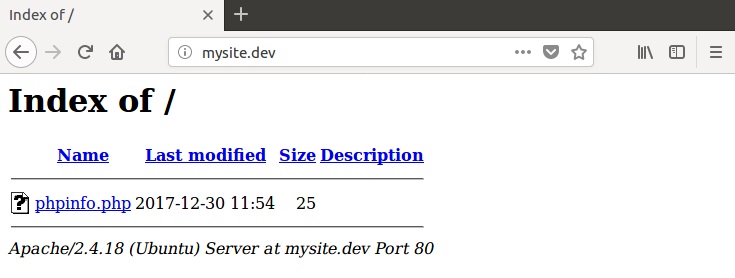 Index of /
mysite.dev
Index of /
Name Last modified Size Description
phpinfo.php 2017-12-30 11:54 25
Apache/2.4.18 (Ubuntu) Server at mysite.dev Port 80